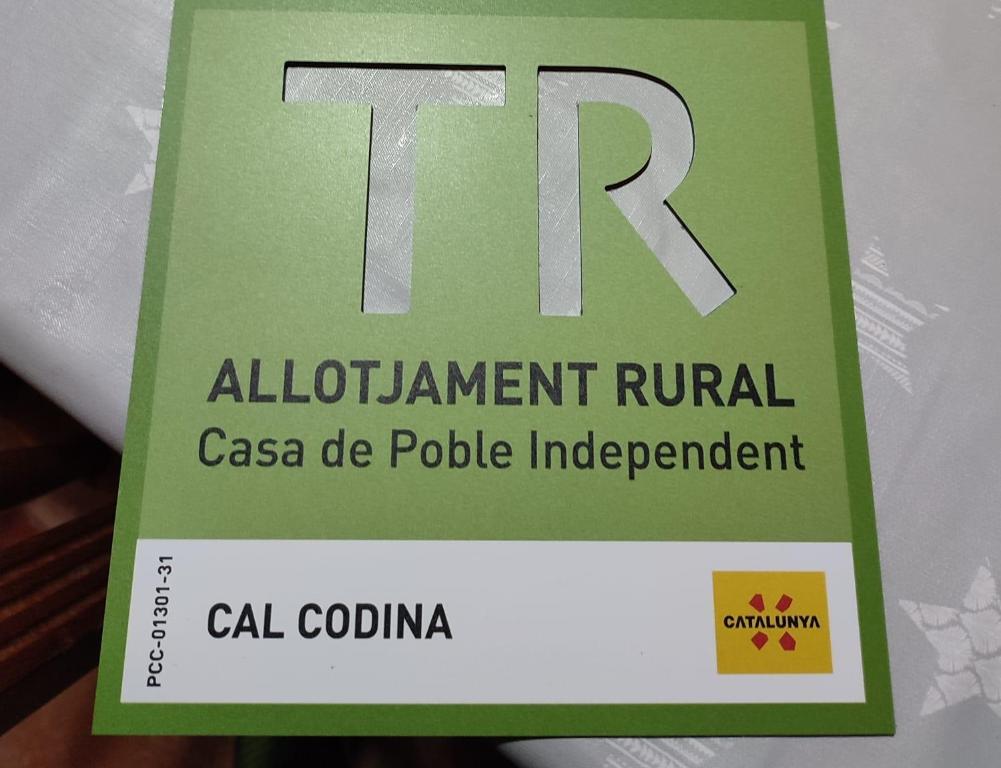 TR
ALLOTJAMENT RURAL
Casa de Poble Independent
PCC-01301-31
CAL CODINA
CATALUNYA